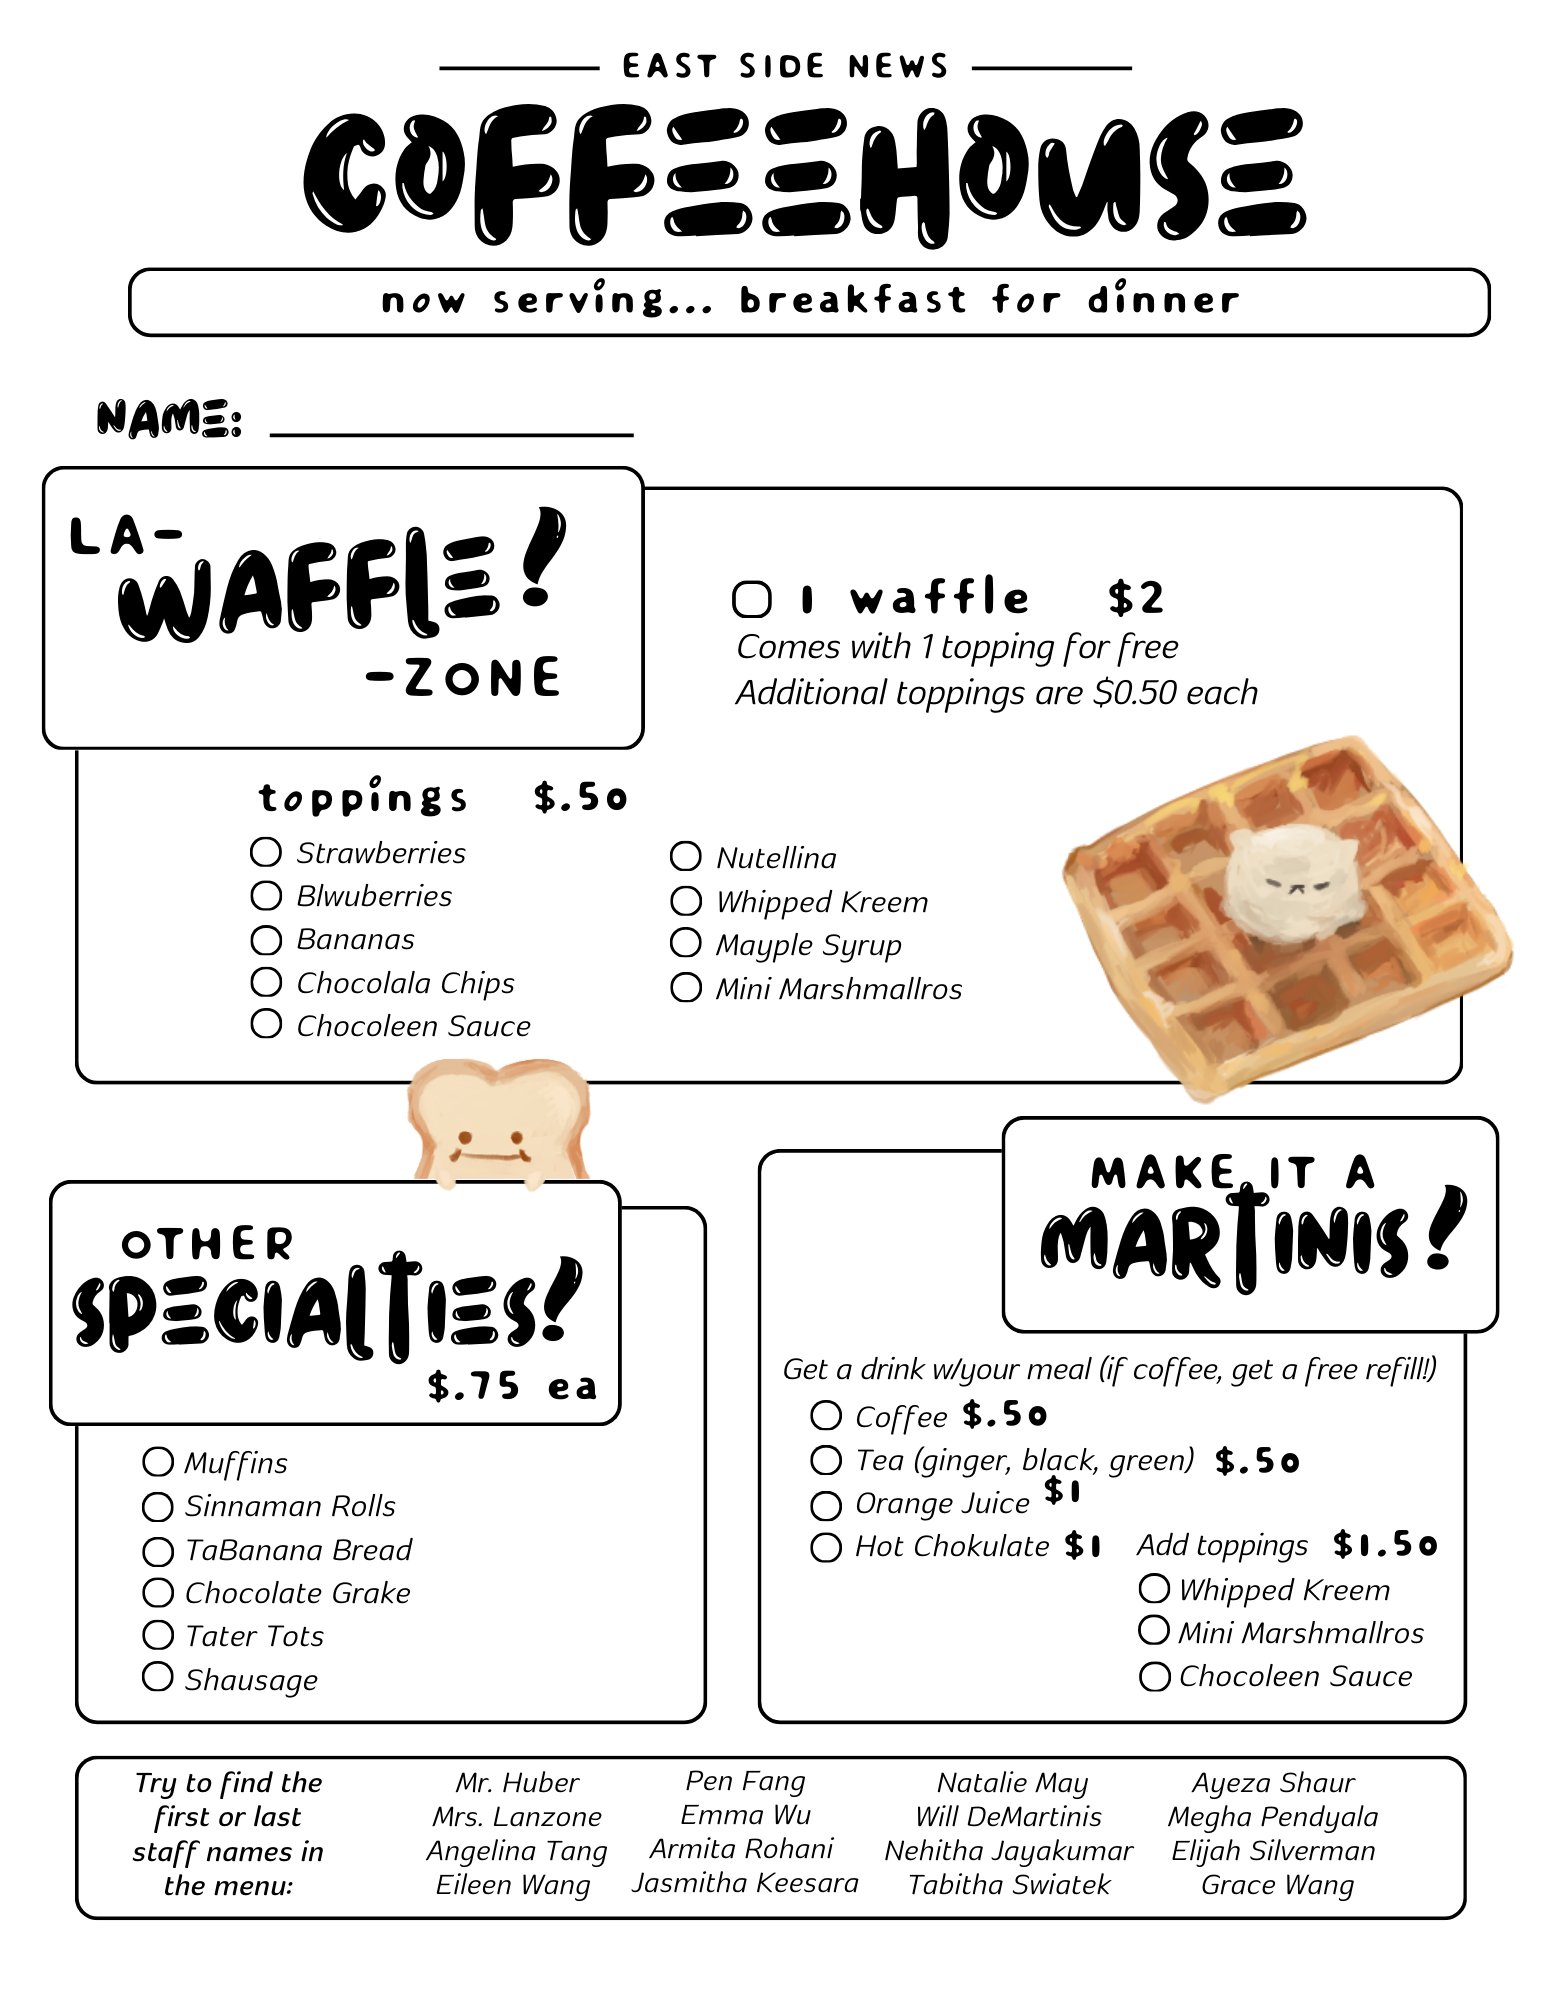 EAST SIDE NEWS
COFFEEHOUSE
now serving... breakfast for dinner
NAME:
LA-
WAFFLE!
-ZONE
1 waffle $2
Comes with 1 topping for free
Additional toppings are $0.50 each
toppings $.50
Strawberries
Blwuberries
Bananas
Chocolala Chips
Chocoleen Sauce
Nutellina
Whipped Kreem
Mayple Syrup
Mini Marshmallros
OTHER
SPECIALTIES!
$.75 ea
Muffins
Sinnaman Rolls
TaBanana Bread
Chocolate Grake
Tater Tots
Shausage
MAKE IT A
MARTINIS!
Get a drink w/your meal (if coffee, get a free refill!)
Coffee $.50
Tea (ginger, black, green) $.50
Orange Juice $1
Hot Chokulate $1
Add toppings $1.50
Whipped Kreem
Mini Marshmallros
Chocoleen Sauce
Try to find the
first or last
staff names in
the menu:
Mr. Huber
Mrs. Lanzone
Angelina Tang
Eileen Wang
Pen Fang
Emma Wu
Armita Rohani
Jasmitha Keesara
Natalie May
Will DeMartinis
Nehitha Jayakumar
Tabitha Swiatek
Ayeza Shaur
Megha Pendyala
Elijah Silverman
Grace Wang